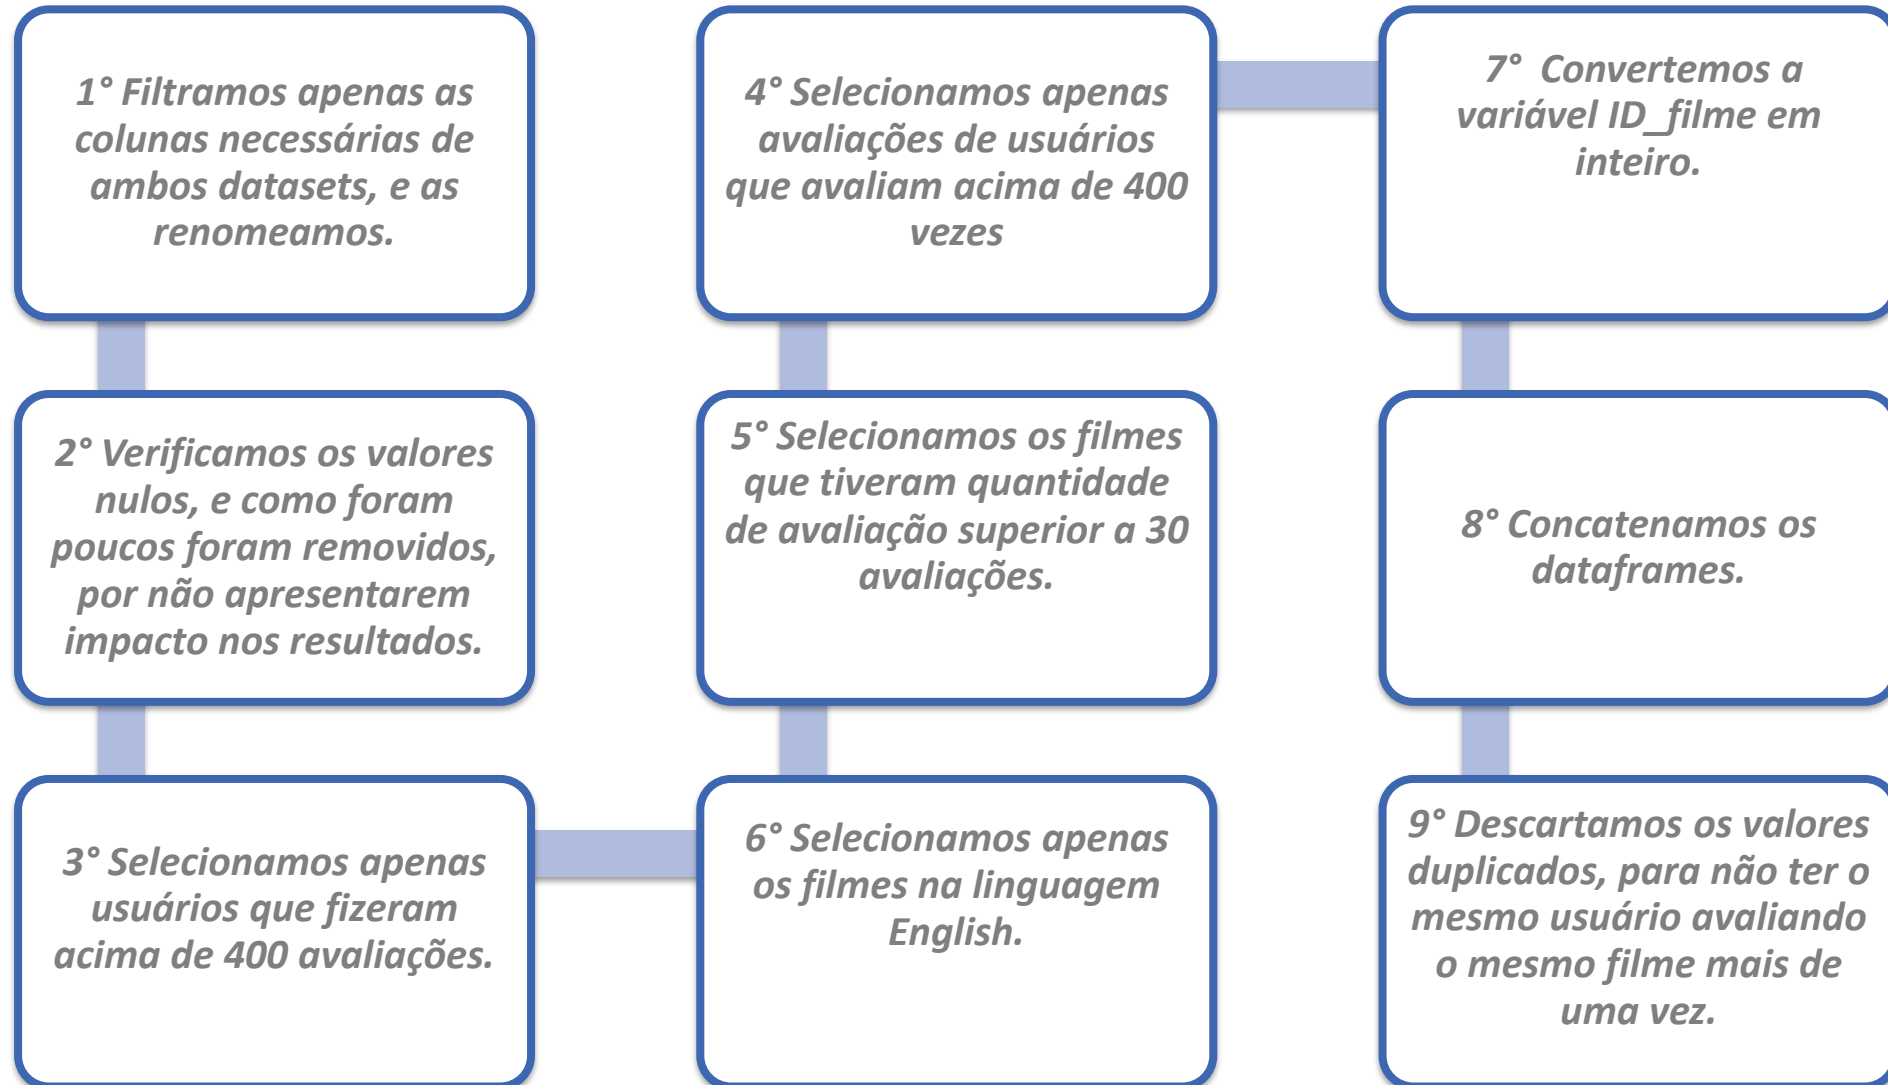 1° Filtramos apenas as
colunas necessárias de
ambos datasets, e as
renomeamos.
2° Verificamos os valores
nulos, e como foram
poucos foram removidos,
por não apresentarem
impacto nos resultados.
3° Selecionamos apenas
usuários que fizeram
acima de 400 avaliações.
4° Selecionamos apenas
avaliações de usuários
que avaliam acima de 400
vezes
5° Selecionamos os filmes
que tiveram quantidade
de avaliação superior a 30
avaliações.
6° Selecionamos apenas
os filmes na linguagem
English.
7° Convertemos a
variável ID_filme em
inteiro.
8° Concatenamos os
dataframes.
9° Descartamos os valores
duplicados, para não ter o
mesmo usuário avaliando
o mesmo filme mais de
uma vez.